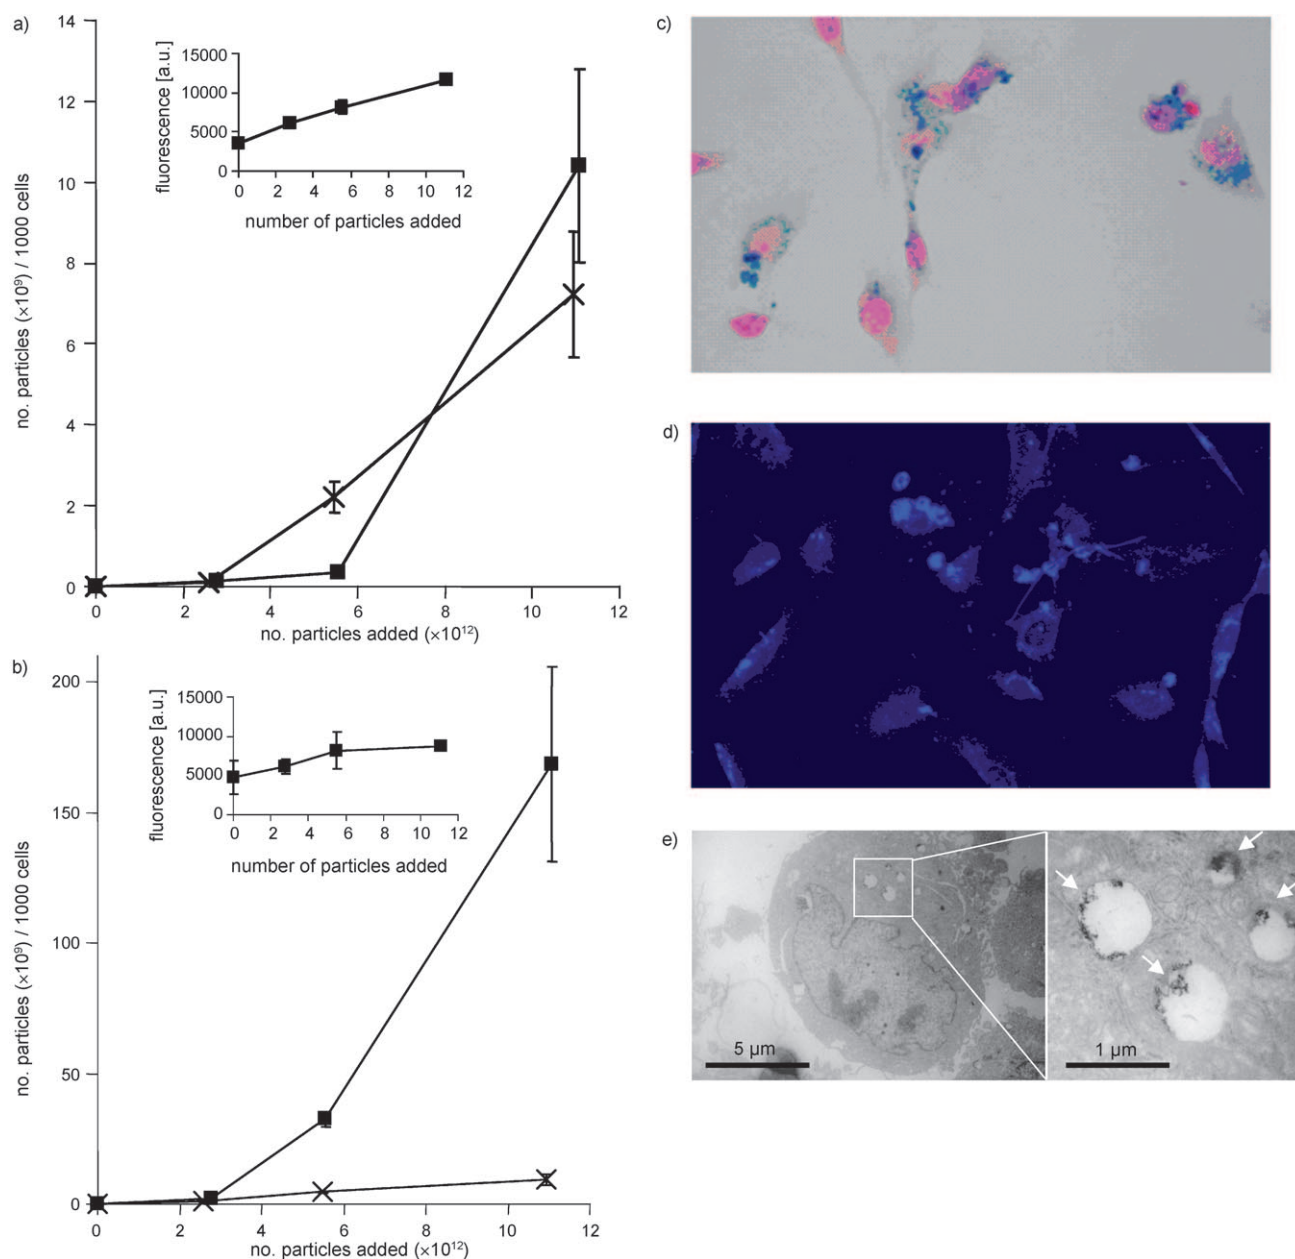 a)
no. particles (×10⁹) / 1000 cells
14
12
10
8
6
4
2
0
0 2 4 6 8 10 12
no. particles added (×10¹²)
fluorescence [a.u.]
15000
10000
5000
0
0 2 4 6 8 10 12
number of particles added
b)
no. particles (×10⁹) / 1000 cells
200
150
100
50
0
0 2 4 6 8 10 12
no. particles added (×10¹²)
fluorescence [a.u.]
15000
10000
5000
0
0 2 4 6 8 10 12
number of particles added
c)
d)
e)
5 µm
1 µm